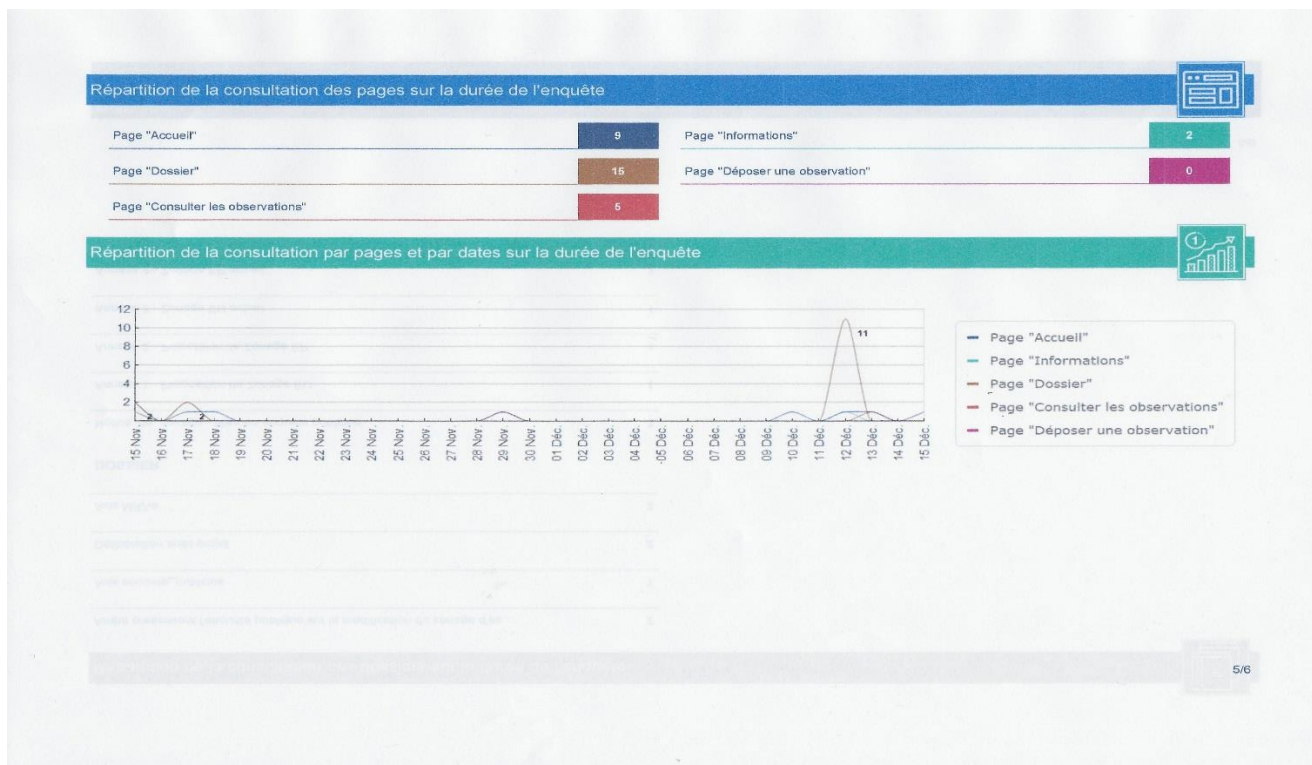 Répartition de la consultation des pages sur la durée de l'enquête
Page "Accueil" 9
Page "Informations" 2
Page "Dossier" 15
Page "Déposer une observation" 0
Page "Consulter les observations" 5
Répartition de la consultation par pages et par dates sur la durée de l'enquête
1
12
10
8
6
4
2
2
2
11
15 Nov.
16 Nov.
17 Nov.
18 Nov.
19 Nov.
20 Nov.
21 Nov.
22 Nov.
23 Nov.
24 Nov.
25 Nov.
26 Nov.
27 Nov.
28 Nov.
29 Nov.
30 Nov.
01 Déc.
02 Déc.
03 Déc.
04 Déc.
05 Déc.
06 Déc.
07 Déc.
08 Déc.
09 Déc.
10 Déc.
11 Déc.
12 Déc.
13 Déc.
14 Déc.
15 Déc.
Page "Accueil"
Page "Informations"
Page "Dossier"
Page "Consulter les observations"
Page "Déposer une observation"
5/6